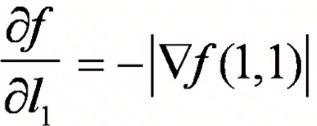 ∂f/∂l₁ = −|∇f(1,1)|